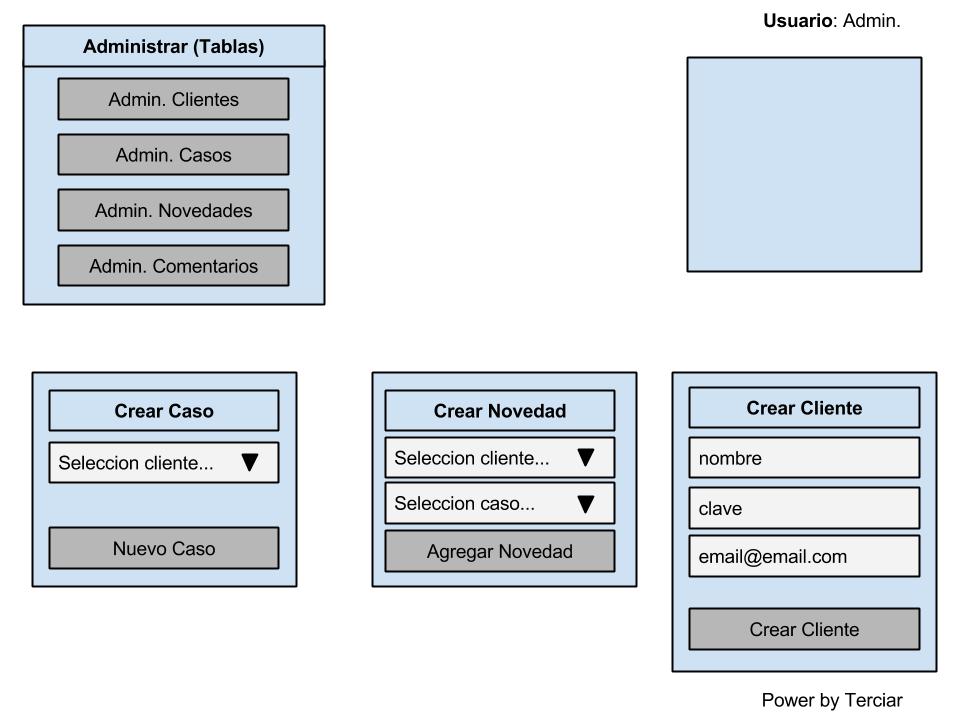 Usuario: Admin.
Administrar (Tablas)
Admin. Clientes
Admin. Casos
Admin. Novedades
Admin. Comentarios
Crear Caso
Seleccion cliente...
Nuevo Caso
Crear Novedad
Seleccion cliente...
Seleccion caso...
Agregar Novedad
Crear Cliente
nombre
clave
email@email.com
Crear Cliente
Power by Terciar